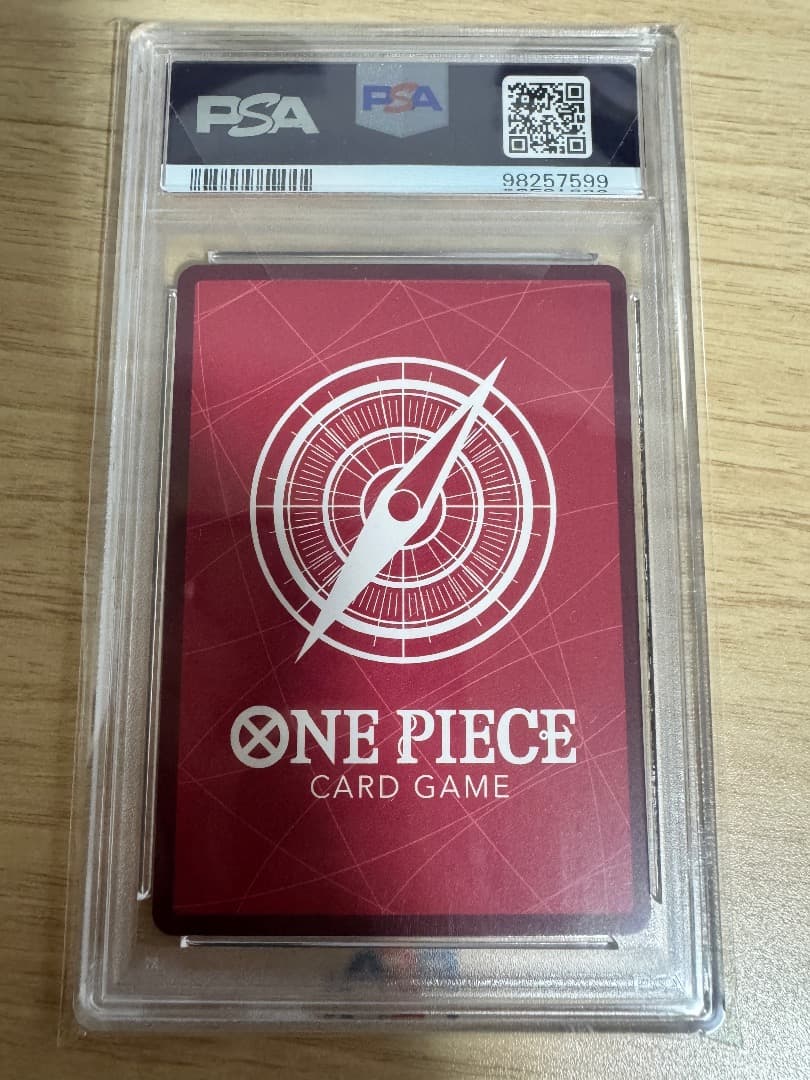 PSA
PSA
98257599
ONE PIECE
CARD GAME